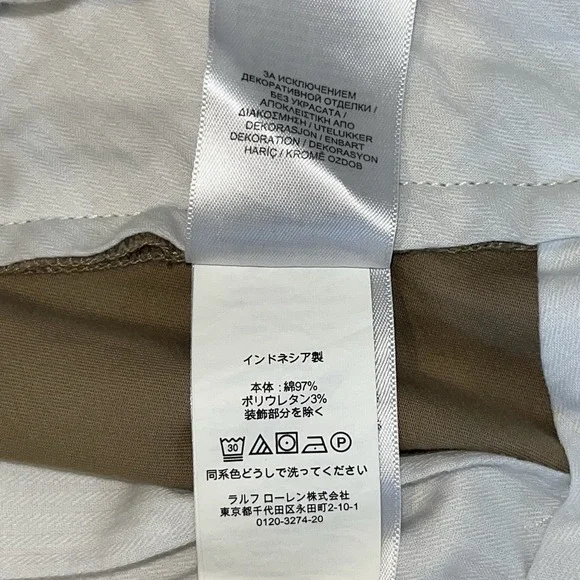 ЗА ИСКЛЮЧЕНИЕМ
ДЕКОРАТИВНОЙ ОТДЕЛКИ /
БЕЗ УКРАСАТА /
ΑΠΟΚΛΕΙΣΤΙΚΗ ΑΠΟ
ΔΙΑΚΟΣΜΗΣΗ / UTELUKKER
DEKORASJON / ENBART
DEKORATION / DEKORASYON
HARİÇ / KROMĚ OZDOB
インドネシア製
本体 : 綿97%
ポリウレタン3%
装飾部分を除く
30 P
同系色どうしで洗ってください
ラルフ ローレン株式会社
東京都千代田区永田町2-10-1
0120-3274-20